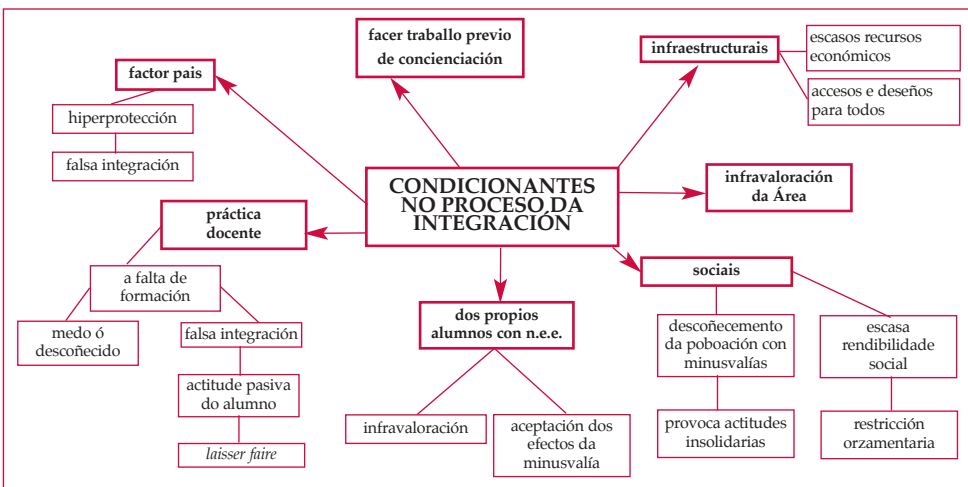 facer traballo previo
de concienciación
infraestructurais
escasos recursos
económicos
accesos e deseños
para todos
factor pais
hiperprotección
falsa integración
CONDICIONANTES
NO PROCESO DA
INTEGRACIÓN
infravaloración
da Área
práctica
docente
a falta de
formación
medo ó
descoñecido
falsa integración
actitude pasiva
do alumno
laisser faire
dos propios
alumnos con n.e.e.
infravaloración
aceptación dos
efectos da
minusvalía
sociais
descoñecemento
da poboación con
minusvalías
provoca actitudes
insolidarias
escasa
rendibilidade
social
restricción
orzamentaria